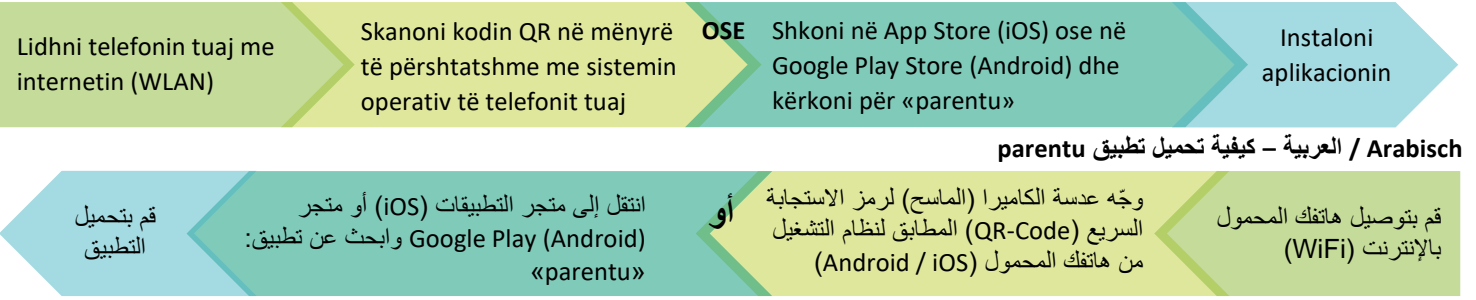 Lidhni telefonin tuaj me
internetin (WLAN)
Skanoni kodin QR në mënyrë
të përshtatshme me sistemin
operativ të telefonit tuaj
OSE
Shkoni në App Store (iOS) ose në
Google Play Store (Android) dhe
kërkoni për «parentu»
Instaloni
aplikacionin
Arabisch / العربية – كيفية تحميل تطبيق parentu
قم بتوصيل هاتفك المحمول
بالإنترنت (WiFi)
وجّه عدسة الكاميرا (الماسح) لرمز الاستجابة
السريع (QR-Code) المطابق لنظام التشغيل
من هاتفك المحمول (Android / iOS)
أو
انتقل إلى متجر التطبيقات (iOS) أو متجر
Google Play (Android) وابحث عن تطبيق:
«parentu»
قم بتحميل
التطبيق